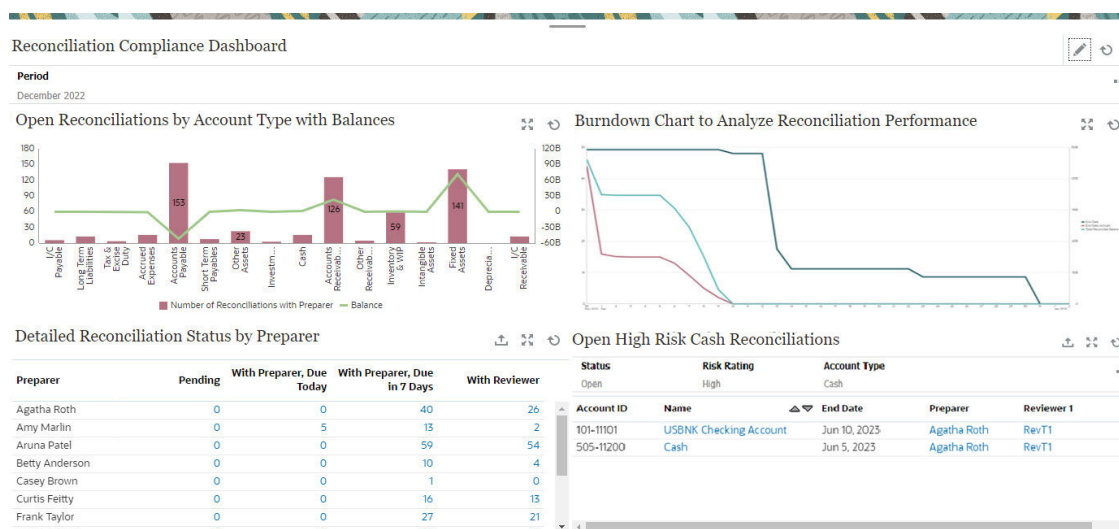 Reconciliation Compliance Dashboard
Period
December 2022
Open Reconciliations by Account Type with Balances
180
150
120
90
60
30
0
120B
90B
60B
30B
0
-30B
-60B
153
23
126
59
141
I/C Payable
Long Term Liabilities
Tax & Excise Duty
Accrued Expenses
Accounts Payable
Short Term Payables
Other Assets
Investm...
Cash
Accounts Receivab...
Other Receivab...
Inventory & WIP
Intangible Assets
Fixed Assets
Deprecia...
I/C Receivable
Number of Reconciliations with Preparer
Balance
Burndown Chart to Analyze Reconciliation Performance
Detailed Reconciliation Status by Preparer
Preparer Pending With Preparer, Due Today With Preparer, Due in 7 Days With Reviewer
Agatha Roth 0 0 40 26
Amy Marlin 0 5 13 2
Aruna Patel 0 0 59 54
Betty Anderson 0 0 10 4
Casey Brown 0 0 1 0
Curtis Feitty 0 0 16 13
Frank Taylor 0 0 27 21
Open High Risk Cash Reconciliations
Status Risk Rating Account Type
Open High Cash
Account ID Name End Date Preparer Reviewer 1
101-11101 USBNK Checking Account Jun 10, 2023 Agatha Roth RevT1
505-11200 Cash Jun 5, 2023 Agatha Roth RevT1